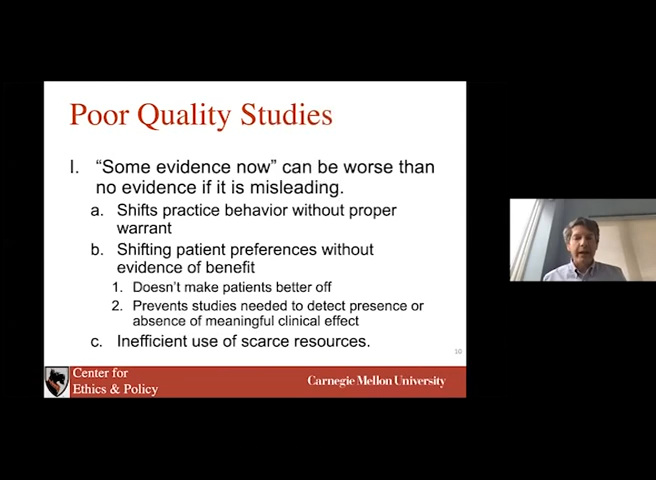 Poor Quality Studies
I. “Some evidence now” can be worse than
no evidence if it is misleading.
a. Shifts practice behavior without proper
warrant
b. Shifting patient preferences without
evidence of benefit
1. Doesn’t make patients better off
2. Prevents studies needed to detect presence or
absence of meaningful clinical effect
c. Inefficient use of scarce resources.
10
Center for
Ethics & Policy
Carnegie Mellon University